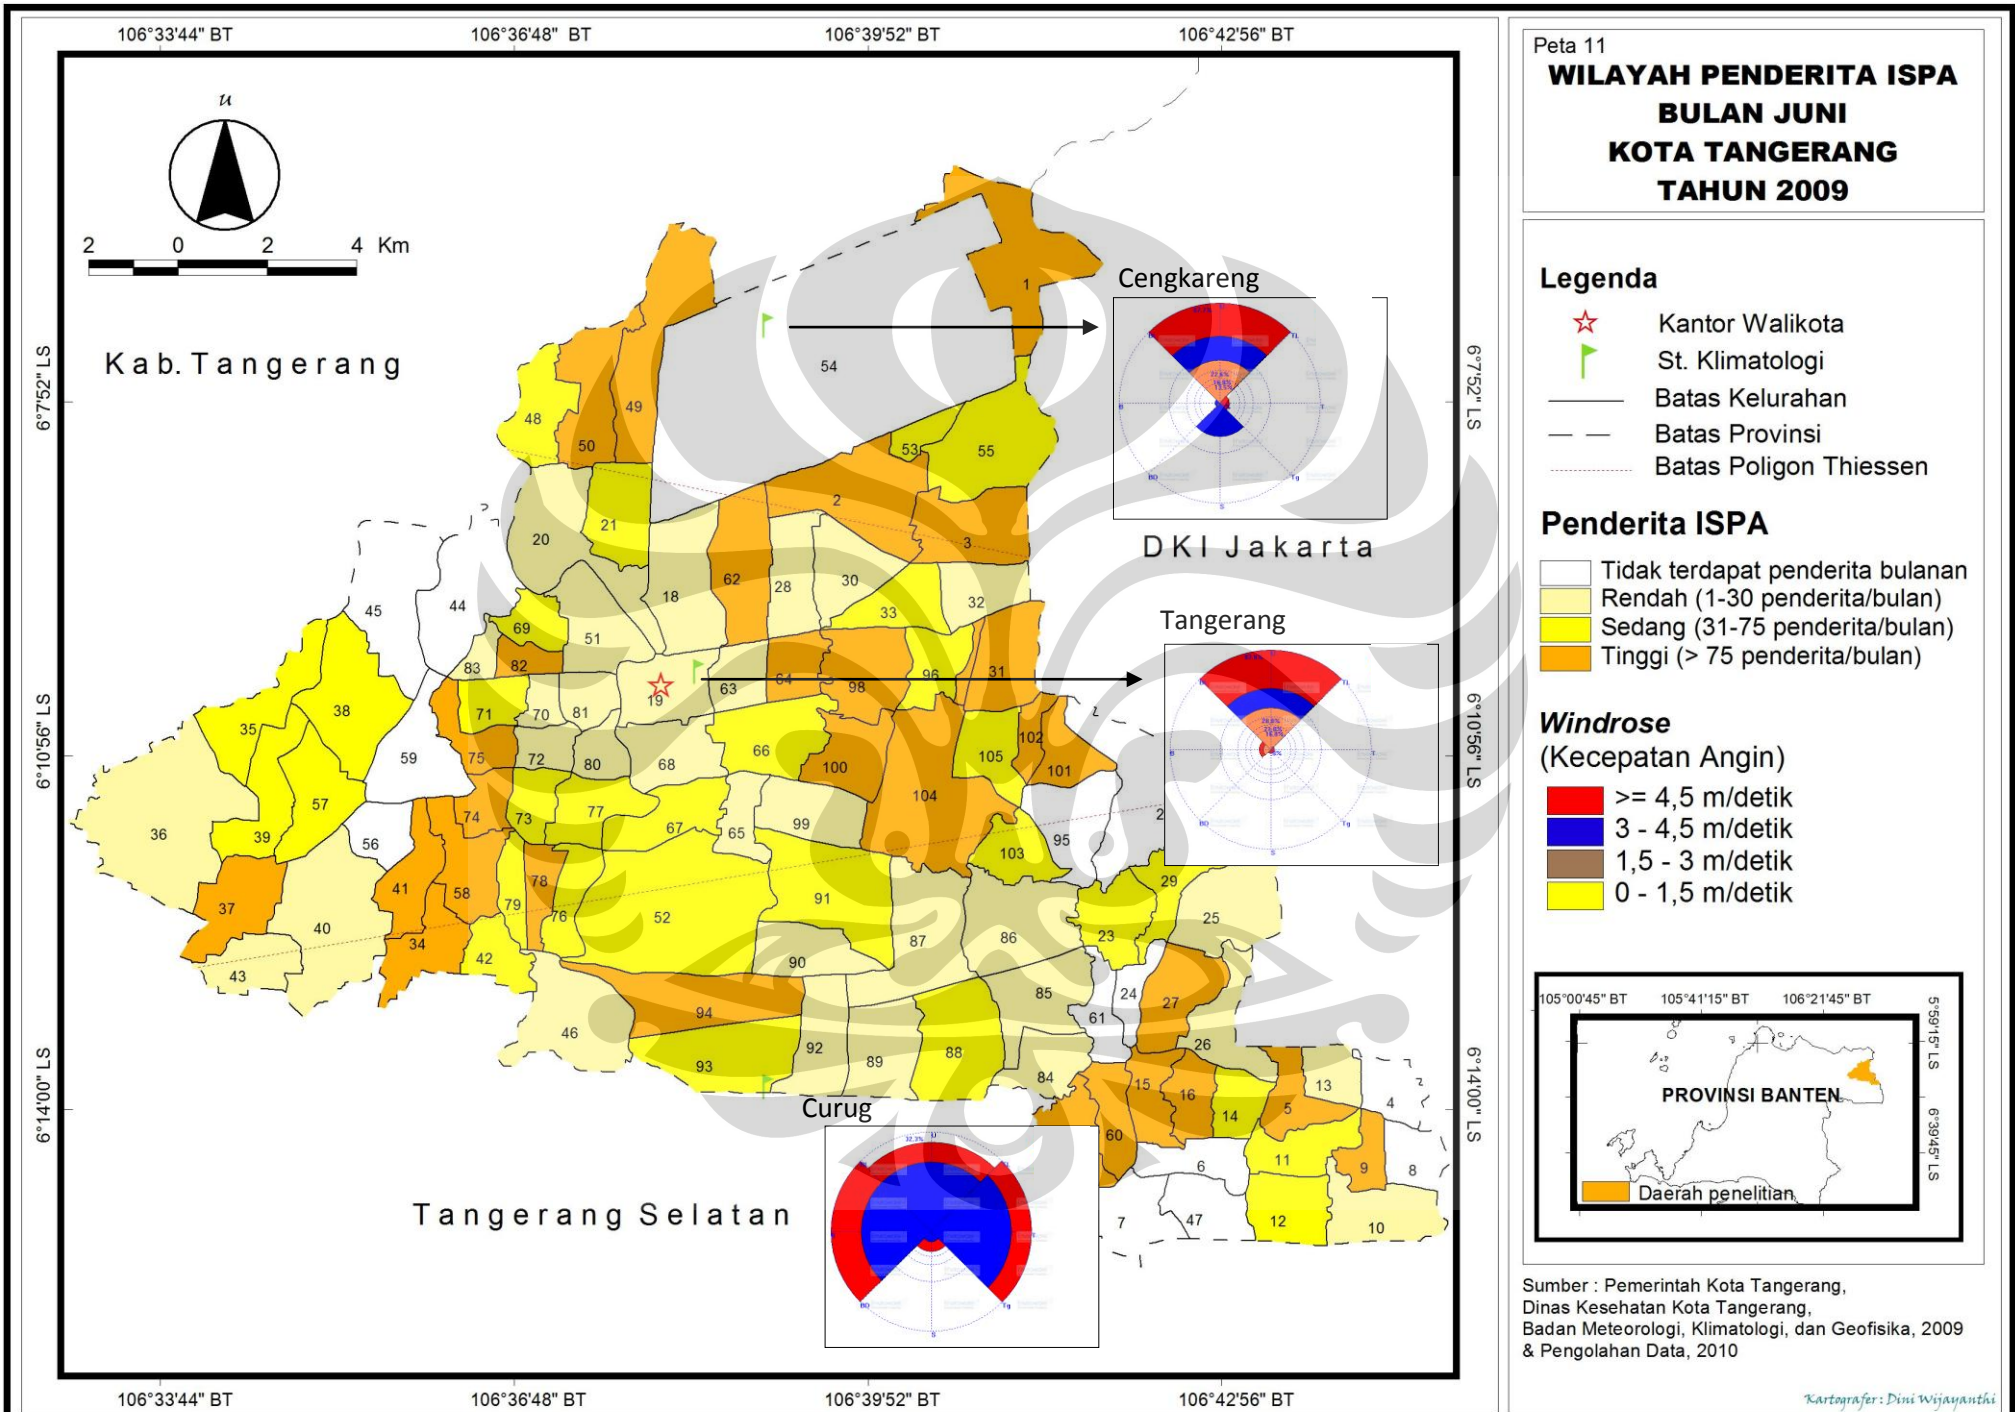 106°33'44" BT
106°36'48" BT
106°39'52" BT
106°42'56" BT
Peta 11
WILAYAH PENDERITA ISPA
BULAN JUNI
KOTA TANGERANG
TAHUN 2009
u
2 0 2 4 Km
Kab. Tangerang
6°7'52" LS
6°10'56" LS
6°14'00" LS
6°7'52" LS
6°10'56" LS
6°14'00" LS
Cengkareng
DKI Jakarta
Tangerang
Curug
Tangerang Selatan
1
54
49
48
50
53
55
2
21
20
3
62
28
30
18
33
32
45
44
69
51
83
82
63
64
98
96
31
19
35
38
71
70
81
59
75
72
80
68
66
100
105
102
101
36
57
39
74
73
77
67
65
99
104
56
103
95
2
37
41
58
78
79
76
52
91
29
25
40
34
42
43
87
86
23
90
46
94
85
24
27
61
26
93
92
89
88
84
15
16
14
5
13
4
60
6
11
9
8
7
47
12
10
Legenda
Kantor Walikota
St. Klimatologi
Batas Kelurahan
Batas Provinsi
Batas Poligon Thiessen
Penderita ISPA
Tidak terdapat penderita bulanan
Rendah (1-30 penderita/bulan)
Sedang (31-75 penderita/bulan)
Tinggi (> 75 penderita/bulan)
Windrose
(Kecepatan Angin)
>= 4,5 m/detik
3 - 4,5 m/detik
1,5 - 3 m/detik
0 - 1,5 m/detik
105°00'45" BT
105°41'15" BT
106°21'45" BT
5°59'15" LS
6°39'45" LS
PROVINSI BANTEN
Daerah penelitian
Sumber : Pemerintah Kota Tangerang,
Dinas Kesehatan Kota Tangerang,
Badan Meteorologi, Klimatologi, dan Geofisika, 2009
& Pengolahan Data, 2010
Kartografer : Dini Wijayanthi
106°33'44" BT
106°36'48" BT
106°39'52" BT
106°42'56" BT